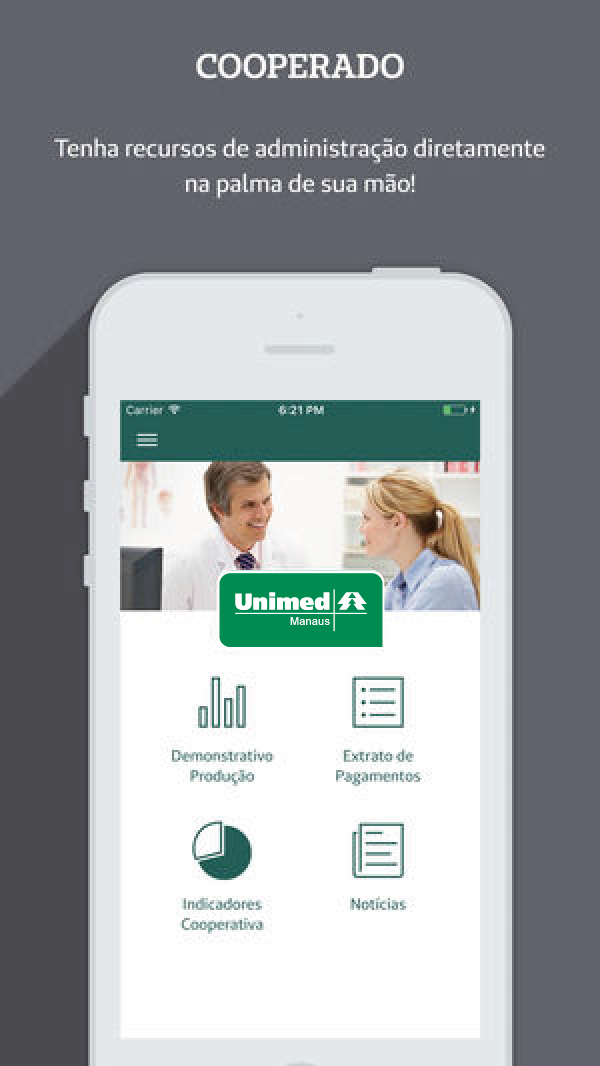 COOPERADO
Tenha recursos de administração diretamente
na palma de sua mão!
Carrier
6:21 PM
Unimed
Manaus
Demonstrativo
Produção
Extrato de
Pagamentos
Indicadores
Cooperativa
Notícias